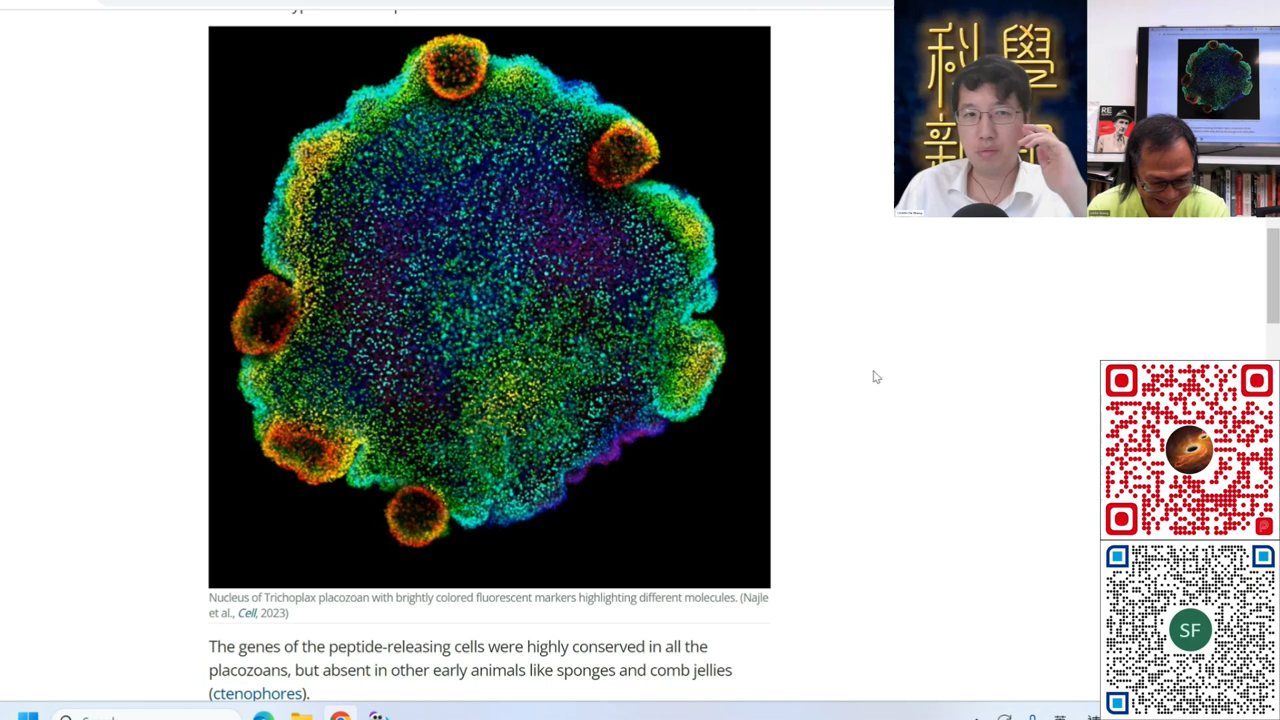 科學
新
RE
Nucleus of Trichoplax placozoan with brightly colored fluorescent markers highlighting different molecules. (Najle
et al., Cell, 2023)
The genes of the peptide-releasing cells were highly conserved in all the
placozoans, but absent in other early animals like sponges and comb jellies
(ctenophores).
SF